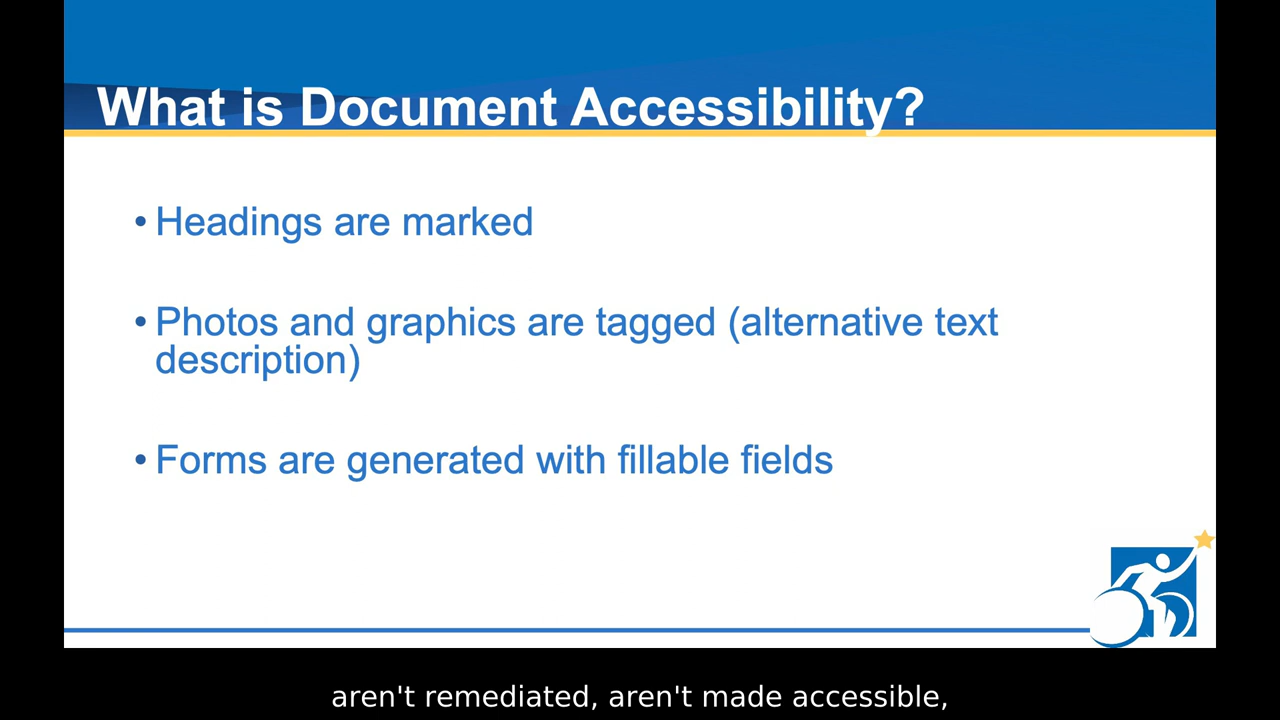 What is Document Accessibility?
• Headings are marked
• Photos and graphics are tagged (alternative text
description)
• Forms are generated with fillable fields
aren't remediated, aren't made accessible,